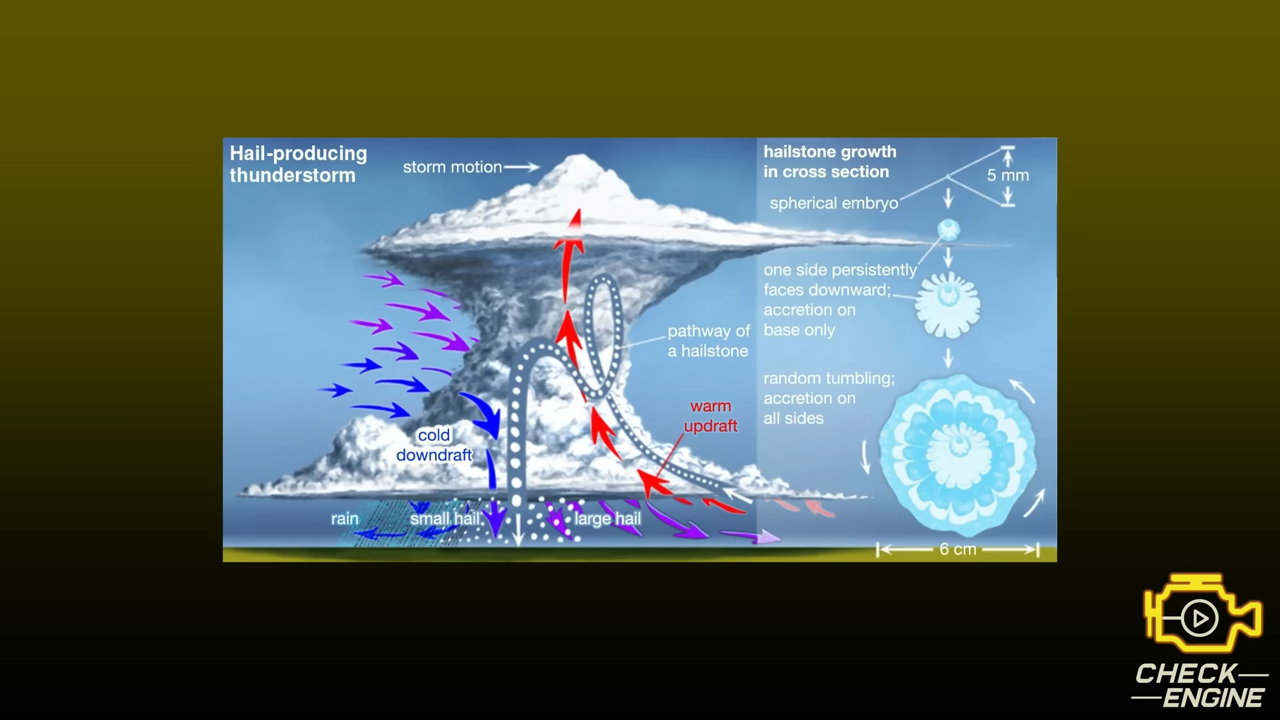 Hail-producing
thunderstorm
storm motion
pathway of
a hailstone
warm
updraft
cold
downdraft
rain
small hail
large hail
hailstone growth
in cross section
5 mm
spherical embryo
one side persistently
faces downward;
accretion on
base only
random tumbling;
accretion on
all sides
6 cm
CHECK
ENGINE